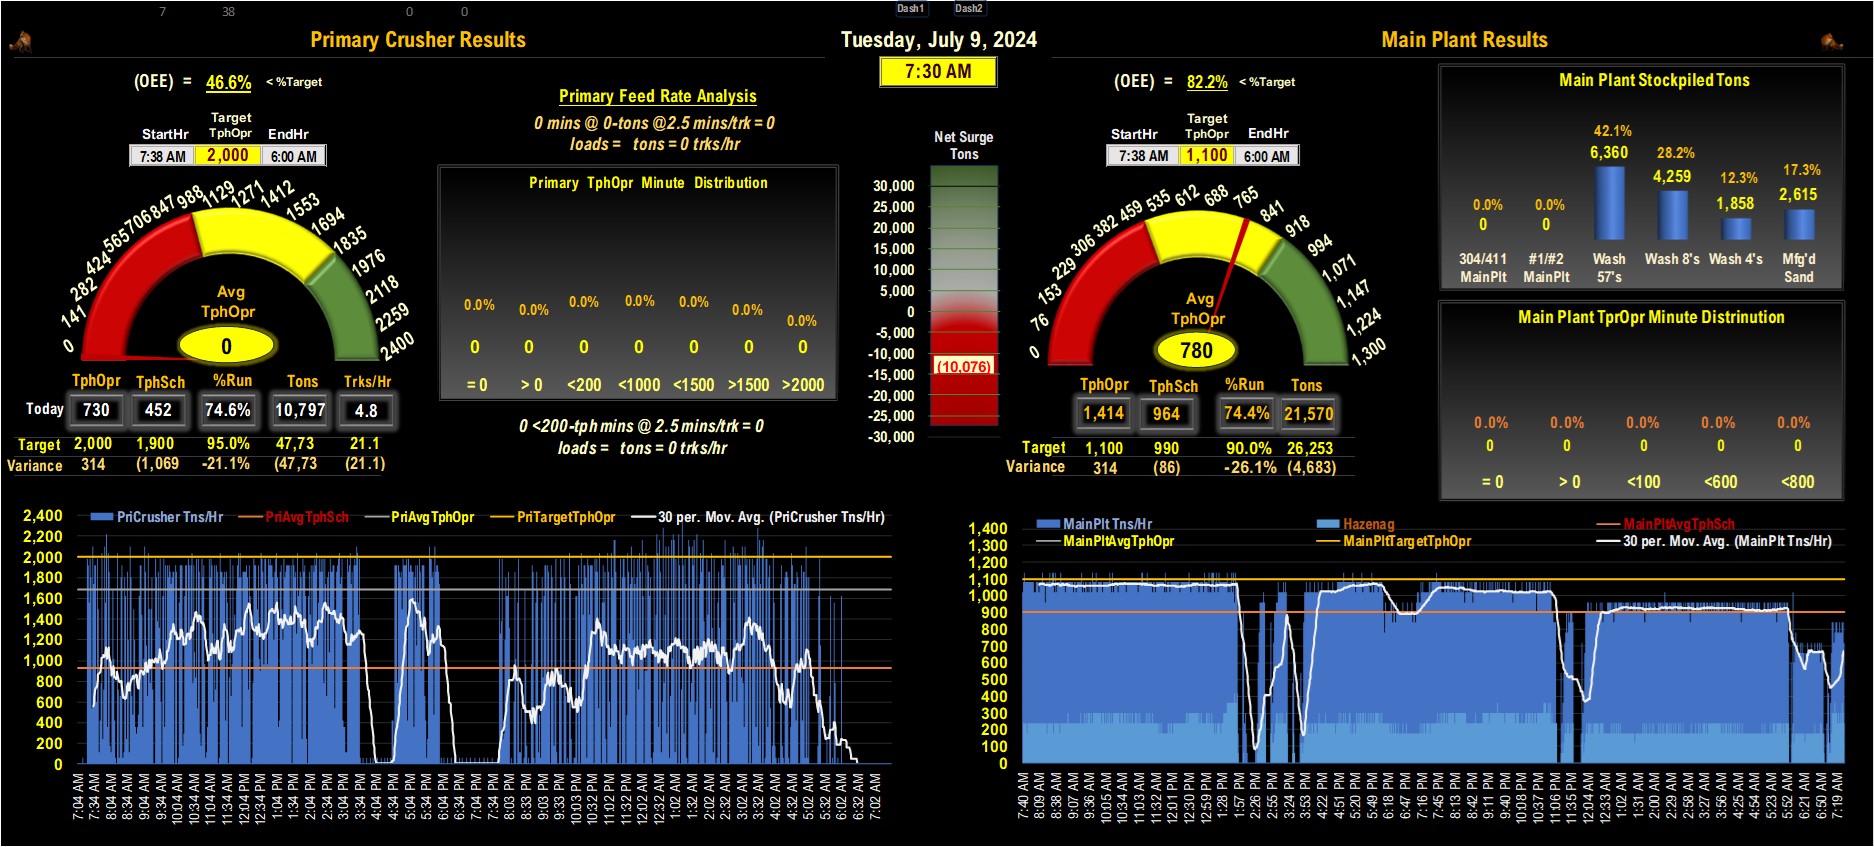 7 38 0 0 Dash1 Dash2
Primary Crusher Results
Tuesday, July 9, 2024
Main Plant Results
7:30 AM
(OEE) = 46.6% < %Target
Target
StartHr TphOpr EndHr
7:38 AM 2,000 6:00 AM
0 141 282 424 565 706 847 988 1129 1271 1412 1553 1694 1835 1976 2118 2259 2400
Avg
TphOpr
0
TphOpr TphSch %Run Tons Trks/Hr
Today 730 452 74.6% 10,797 4.8
Target 2,000 1,900 95.0% 47,73 21.1
Variance 314 (1,069 -21.1% (47,73 (21.1)
Primary Feed Rate Analysis
0 mins @ 0-tons @2.5 mins/trk = 0
loads = tons = 0 trks/hr
Primary TphOpr Minute Distribution
0.0% 0.0% 0.0% 0.0% 0.0% 0.0% 0.0%
0 0 0 0 0 0 0
= 0 > 0 <200 <1000 <1500 >1500 >2000
0 <200-tph mins @ 2.5 mins/trk = 0
loads = tons = 0 trks/hr
Net Surge
Tons
30,000
25,000
20,000
15,000
10,000
5,000
0
-5,000
-10,000
(10,076)
-15,000
-20,000
-25,000
-30,000
(OEE) = 82.2% < %Target
Target
StartHr TphOpr EndHr
7:38 AM 1,100 6:00 AM
0 76 153 229 306 382 459 535 612 688 765 841 918 994 1,071 1,147 1,224 1,300
Avg
TphOpr
780
TphOpr TphSch %Run Tons
1,414 964 74.4% 21,570
Target 1,100 990 90.0% 26,253
Variance 314 (86) -26.1% (4,683)
Main Plant Stockpiled Tons
0.0% 0.0% 42.1% 28.2% 12.3% 17.3%
0 0 6,360 4,259 1,858 2,615
304/411 #1/#2 Wash Wash 8's Wash 4's Mfg'd
MainPlt MainPlt 57's Sand
Main Plant TprOpr Minute Distrinution
0.0% 0.0% 0.0% 0.0% 0.0%
0 0 0 0 0
= 0 > 0 <100 <600 <800
PriCrusher Tns/Hr PriAvgTphSch PriAvgTphOpr PriTargetTphOpr 30 per. Mov. Avg. (PriCrusher Tns/Hr)
2,400
2,200
2,000
1,800
1,600
1,400
1,200
1,000
800
600
400
200
0
7:04 AM 7:34 AM 8:04 AM 8:34 AM 9:04 AM 9:34 AM 10:04 AM 10:34 AM 11:04 AM 11:34 AM 12:04 PM 12:34 PM 1:04 PM 1:34 PM 2:04 PM 2:34 PM 3:04 PM 3:34 PM 4:04 PM 4:34 PM 5:04 PM 5:34 PM 6:04 PM 6:34 PM 7:04 PM 7:34 PM 8:03 PM 8:33 PM 9:03 PM 9:33 PM 10:03 PM 10:32 PM 11:02 PM 11:32 PM 12:02 AM 12:32 AM 1:02 AM 1:32 AM 2:02 AM 2:32 AM 3:02 AM 3:32 AM 4:02 AM 4:32 AM 5:02 AM 5:32 AM 6:02 AM 6:32 AM 7:02 AM
MainPlt Tns/Hr Hazenag MainPltAvgTphSch
MainPltAvgTphOpr MainPltTargetTphOpr 30 per. Mov. Avg. (MainPlt Tns/Hr)
1,400
1,300
1,200
1,100
1,000
900
800
700
600
500
400
300
200
100
0
7:40 AM 8:09 AM 8:38 AM 9:07 AM 9:36 AM 10:05 AM 10:34 AM 11:03 AM 11:32 AM 12:01 PM 12:30 PM 12:59 PM 1:28 PM 1:57 PM 2:26 PM 2:55 PM 3:24 PM 3:53 PM 4:22 PM 4:51 PM 5:20 PM 5:49 PM 6:18 PM 6:47 PM 7:16 PM 7:45 PM 8:13 PM 8:42 PM 9:11 PM 9:40 PM 10:08 PM 10:37 PM 11:06 PM 11:35 PM 12:04 AM 12:33 AM 1:02 AM 1:31 AM 2:00 AM 2:29 AM 2:58 AM 3:27 AM 3:56 AM 4:25 AM 4:54 AM 5:23 AM 5:52 AM 6:21 AM 6:50 AM 7:19 AM